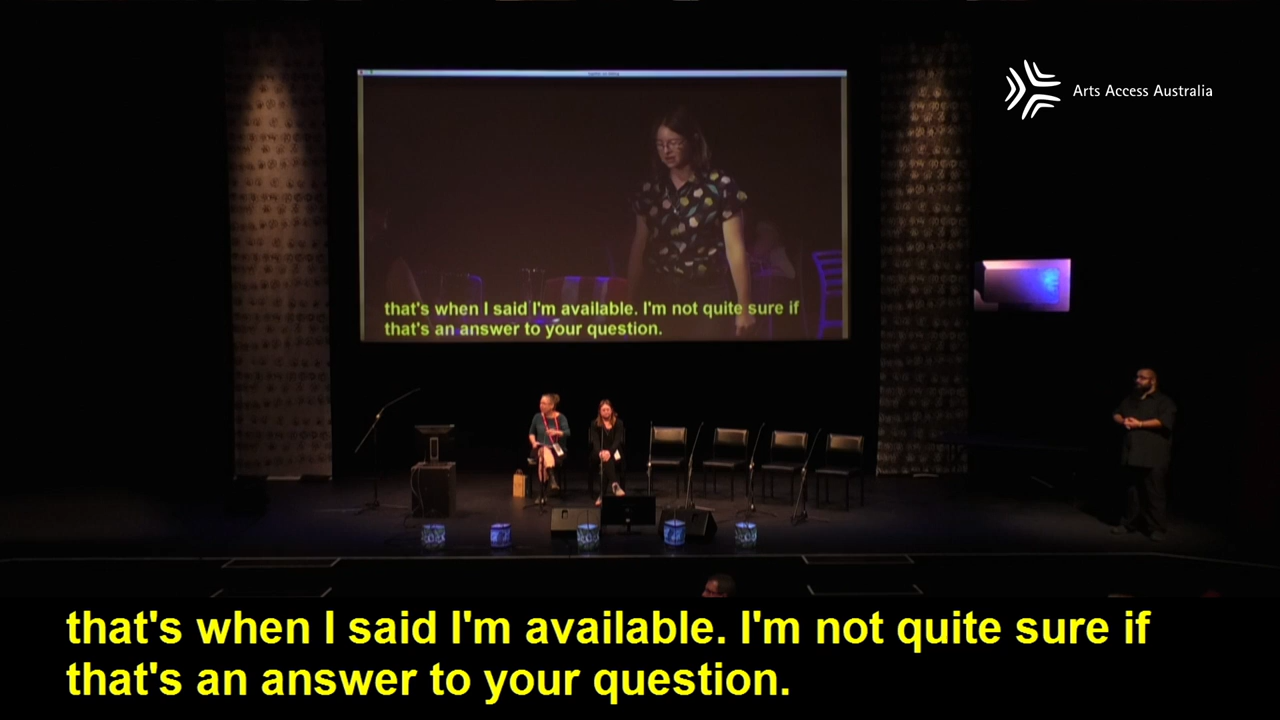 Arts Access Australia
that's when I said I'm available. I'm not quite sure if
that's an answer to your question.
that's when I said I'm available. I'm not quite sure if
that's an answer to your question.